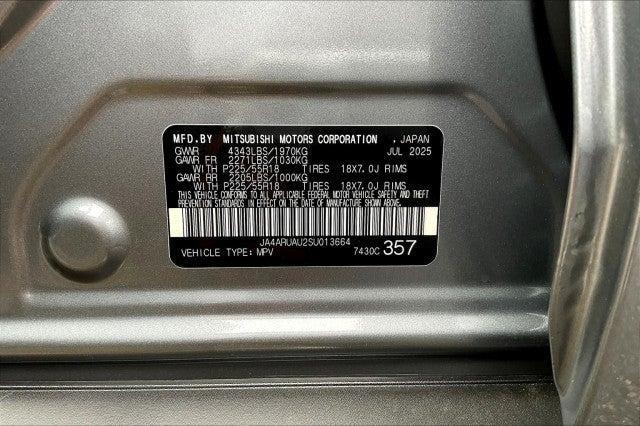 MFD.BY MITSUBISHI MOTORS CORPORATION , JAPAN
GVWR 4343LBS/1970KG JUL 2025
GAWR FR 2271LBS/1030KG
WITH P225/55R18 TIRES 18X7.0J RIMS
GAWR RR 2205LBS/1000KG
WITH P225/55R18 TIRES 18X7.0J RIMS
THIS VEHICLE CONFORMS TO ALL APPLICABLE FEDERAL MOTOR VEHICLE SAFETY AND THEFT
PREVENTION STANDARDS IN EFFECT ON THE DATE OF MANUFACTURE SHOWN ABOVE.
JA4ARUAU2SU013664
VEHICLE TYPE: MPV 7430C 357